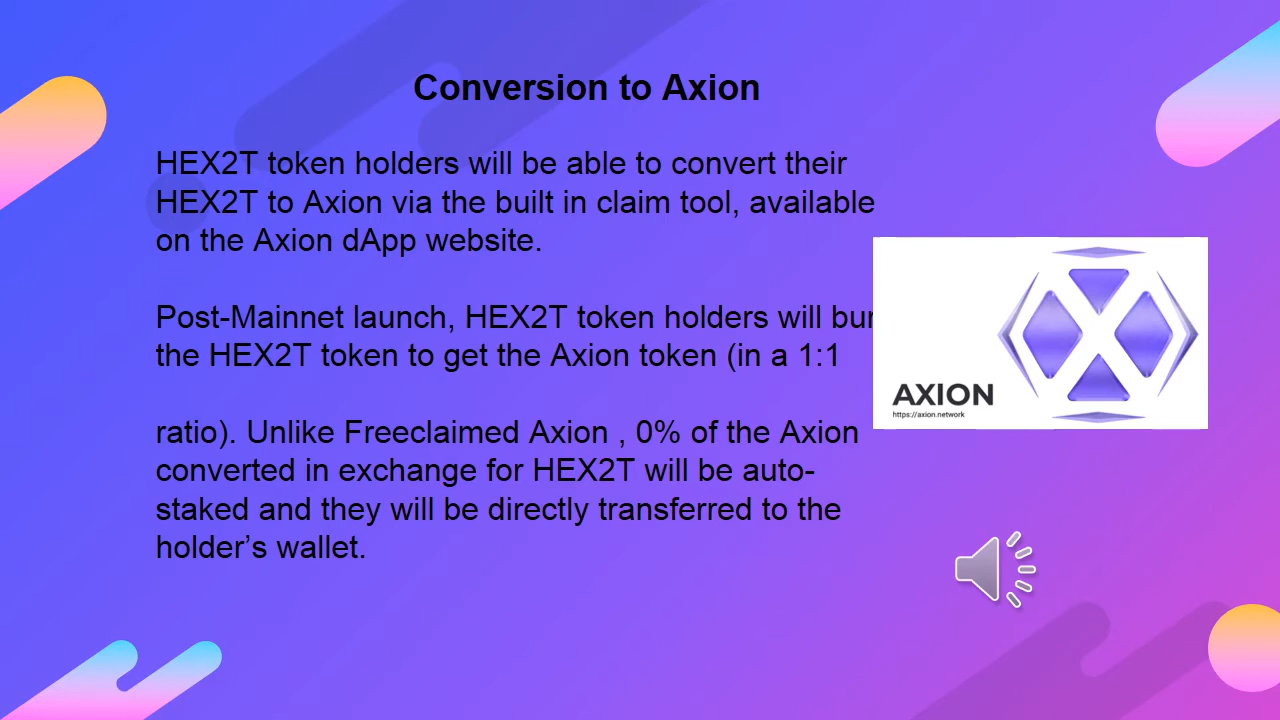 Conversion to Axion
HEX2T token holders will be able to convert their
HEX2T to Axion via the built in claim tool, available
on the Axion dApp website.
Post-Mainnet launch, HEX2T token holders will
the HEX2T token to get the Axion token (in a 1:1
ratio). Unlike Freeclaimed Axion , 0% of the Axion
converted in exchange for HEX2T will be auto-
staked and they will be directly transferred to the
holder’s wallet.
AXION
https://axion.network